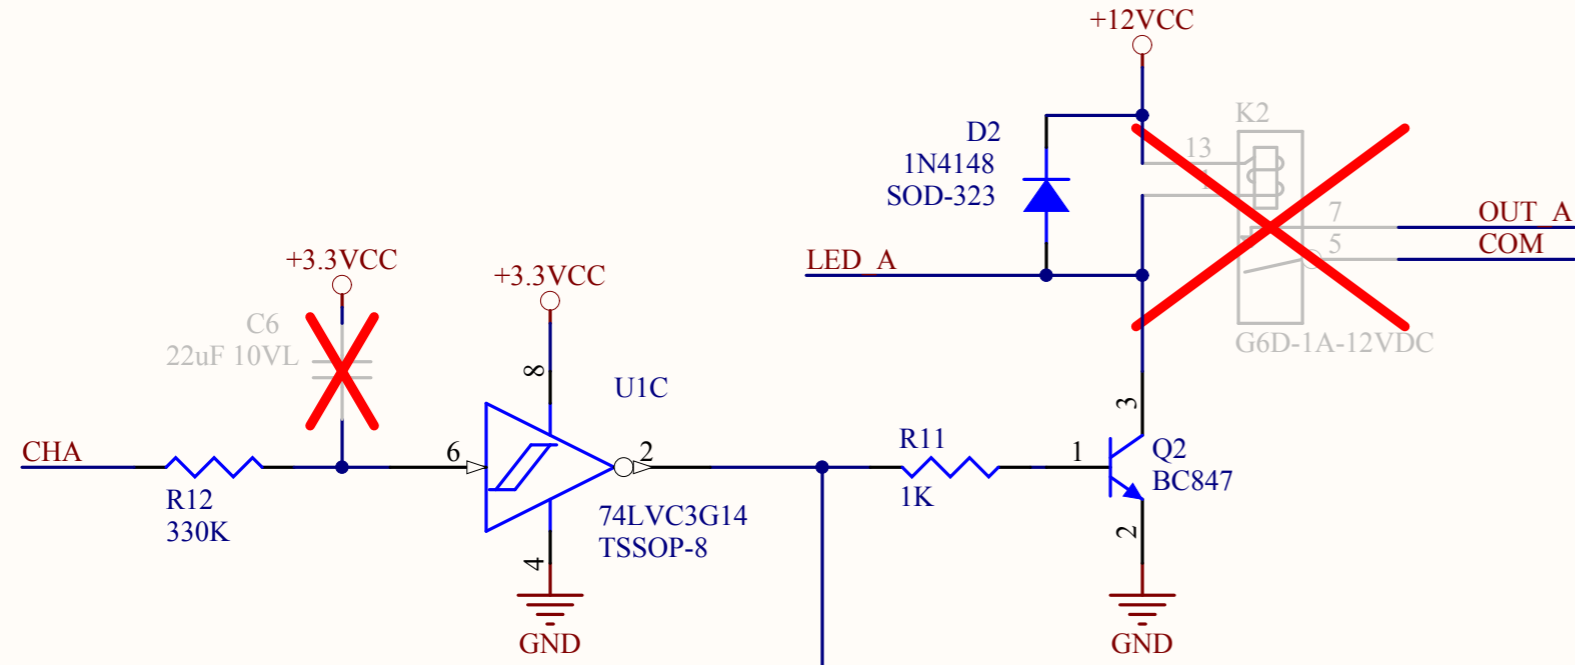 +12VCC
K2
D2
1N4148
SOD-323
13
7
OUT_A
5
COM
LED_A
+3.3VCC
+3.3VCC
C6
22uF 10VL
G6D-1A-12VDC
8
U1C
3
CHA
6
2
R11
1
Q2
BC847
R12
330K
1K
74LVC3G14
TSSOP-8
4
2
GND
GND